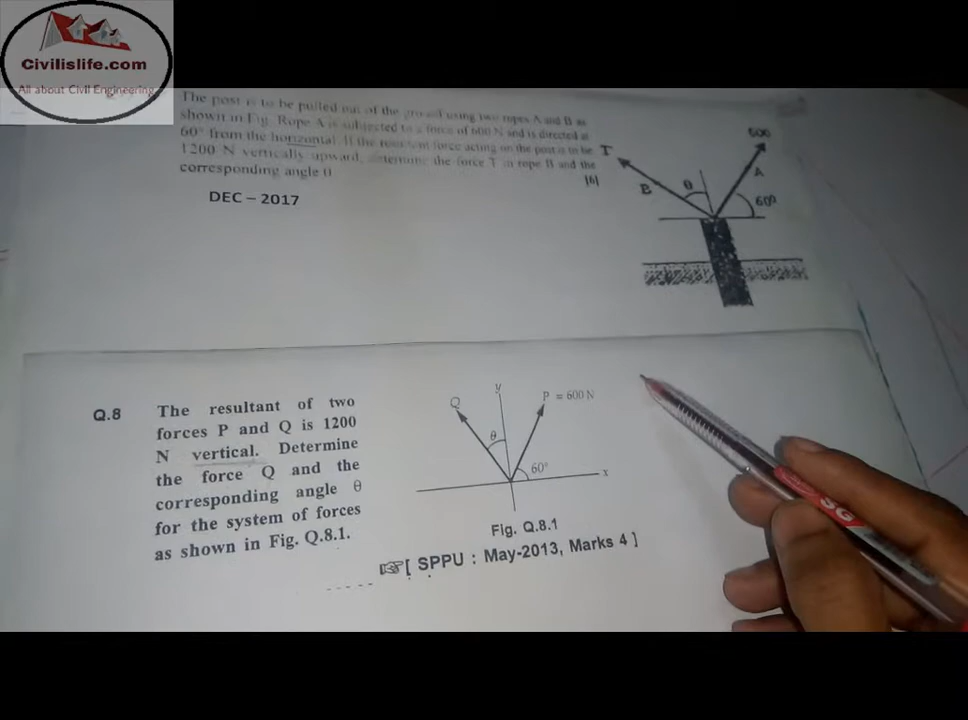 Civilislife.com
All about Civil Engineering
The post is to be pulled out of the ground using two ropes A and B as
shown in Fig. Rope A is subjected to a force of 600 N and is directed at
60° from the horizontal. If the resultant force acting on the post is to be
1200 N vertically upward, determine the force T in rope B and the
corresponding angle θ
[6]
DEC – 2017
T
600
B
θ
A
60°
Q.8 The resultant of two
forces P and Q is 1200
N vertical. Determine
the force Q and the
corresponding angle θ
for the system of forces
as shown in Fig. Q.8.1.
Q
y
P = 600 N
θ
60°
x
Fig. Q.8.1
[ SPPU : May-2013, Marks 4 ]
SG